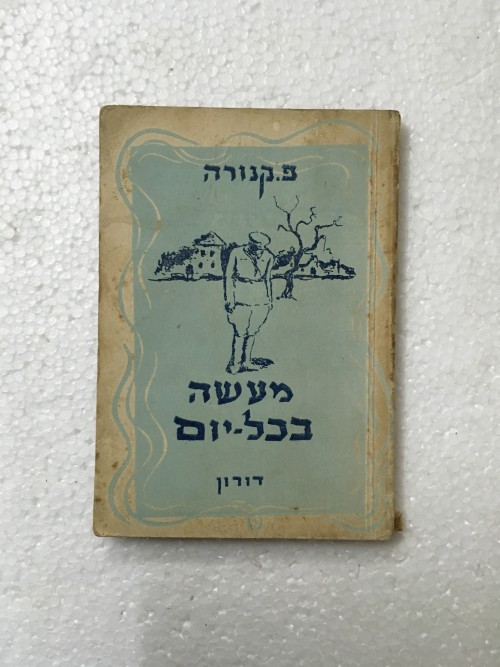 פ. קנורה
מעשה
בכל-יום
דורון